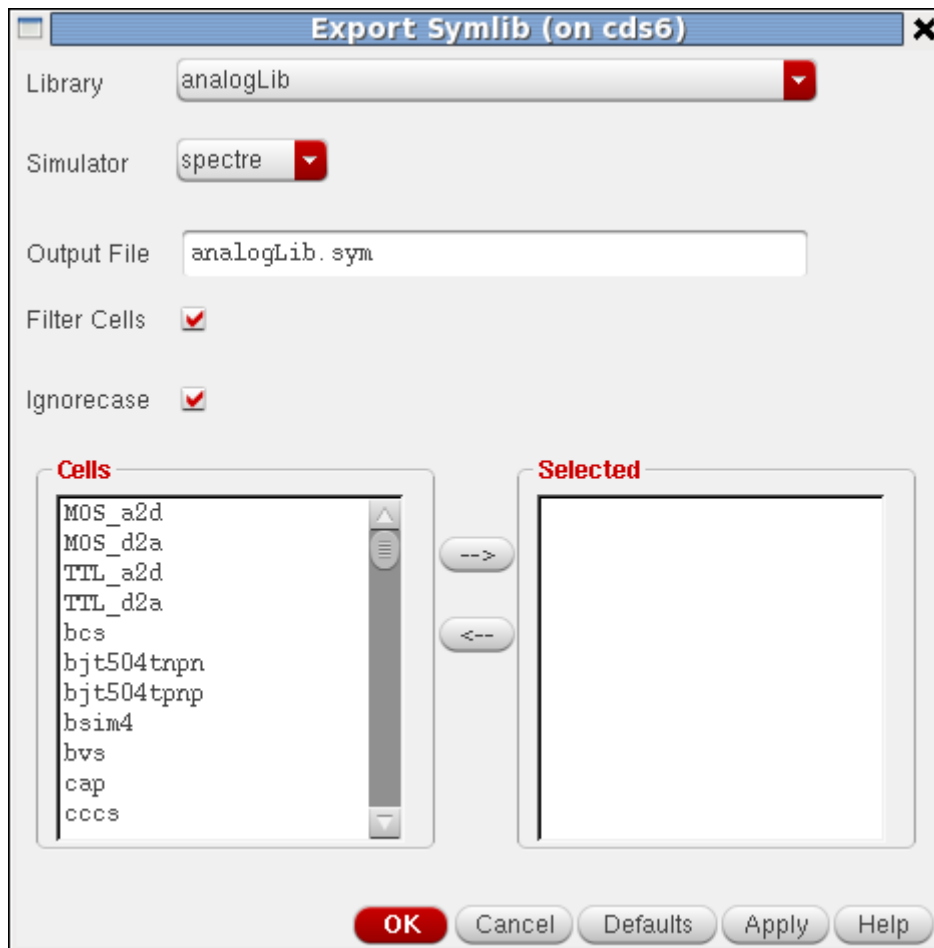 Export Symlib (on cds6)
Library analogLib
Simulator spectre
Output File analogLib.sym
Filter Cells
Ignorecase
Cells
MOS_a2d
MOS_d2a
TTL_a2d
TTL_d2a
bcs
bjt504tnpn
bjt504tpnp
bsim4
bvs
cap
cccs
-->
<--
Selected
OK Cancel Defaults Apply Help